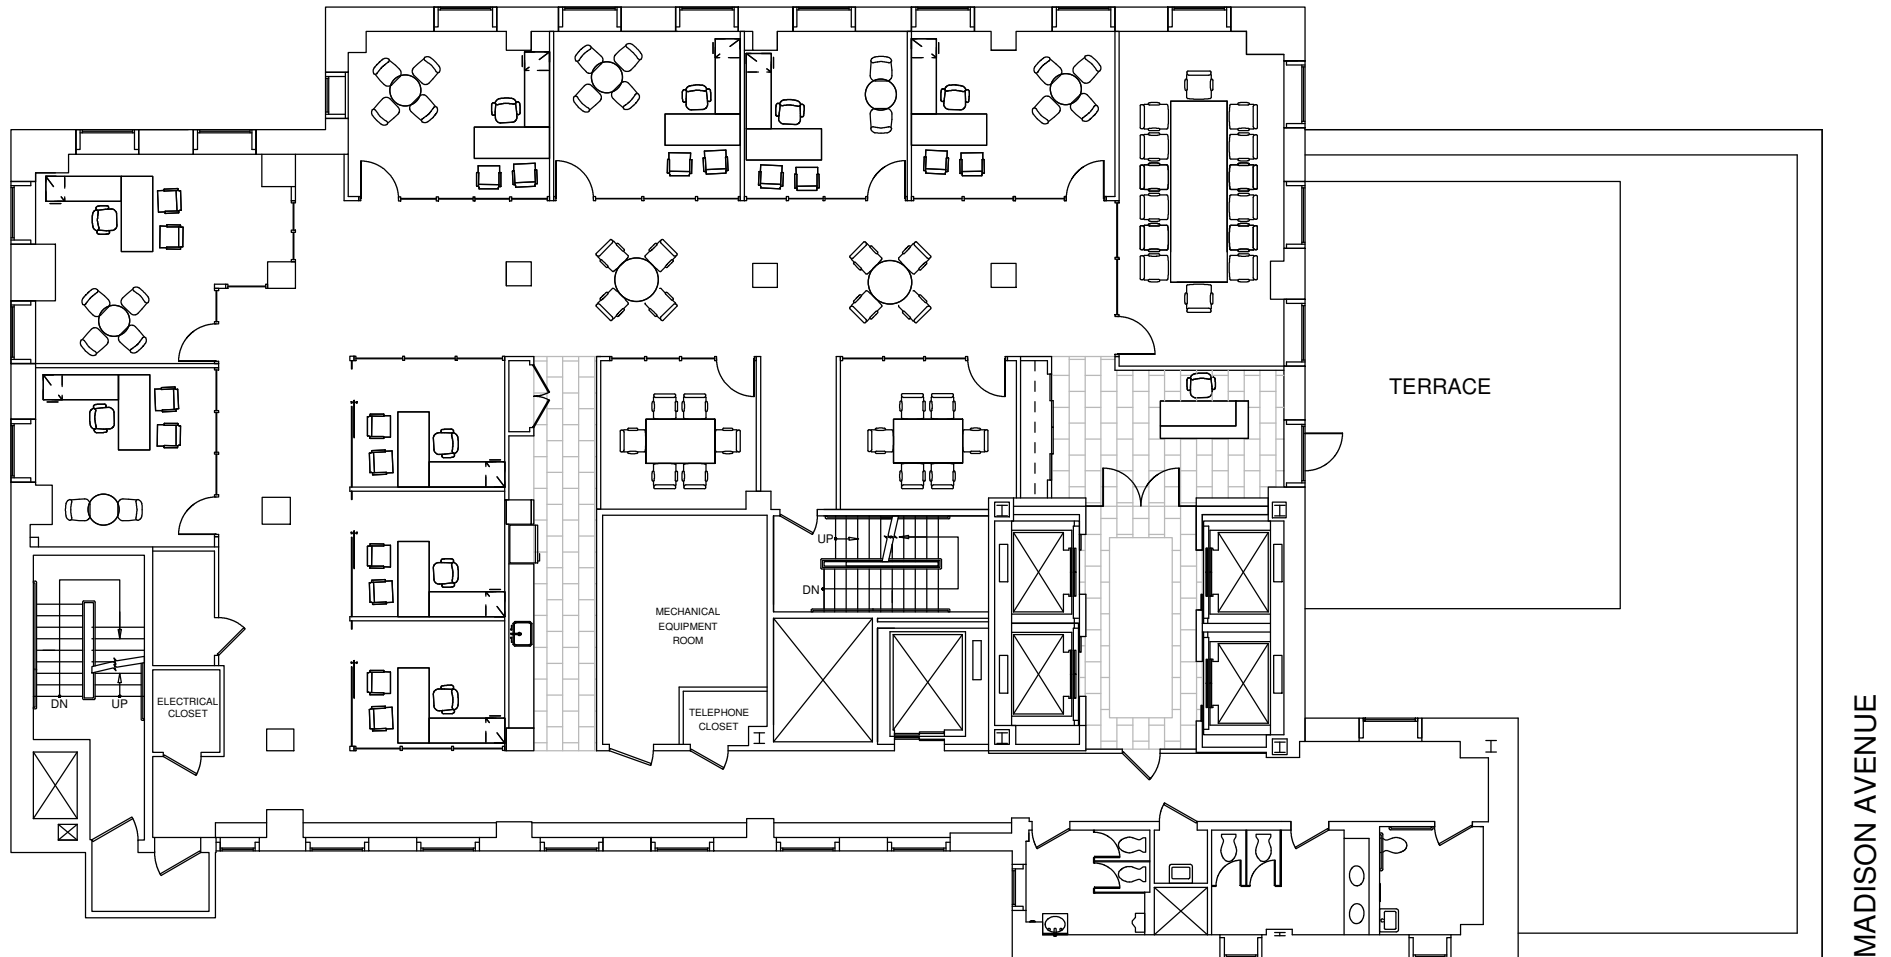 TERRACE
UP
DN
MECHANICAL
EQUIPMENT
ROOM
ELECTRICAL
CLOSET
DN
UP
TELEPHONE
CLOSET
MADISON AVENUE